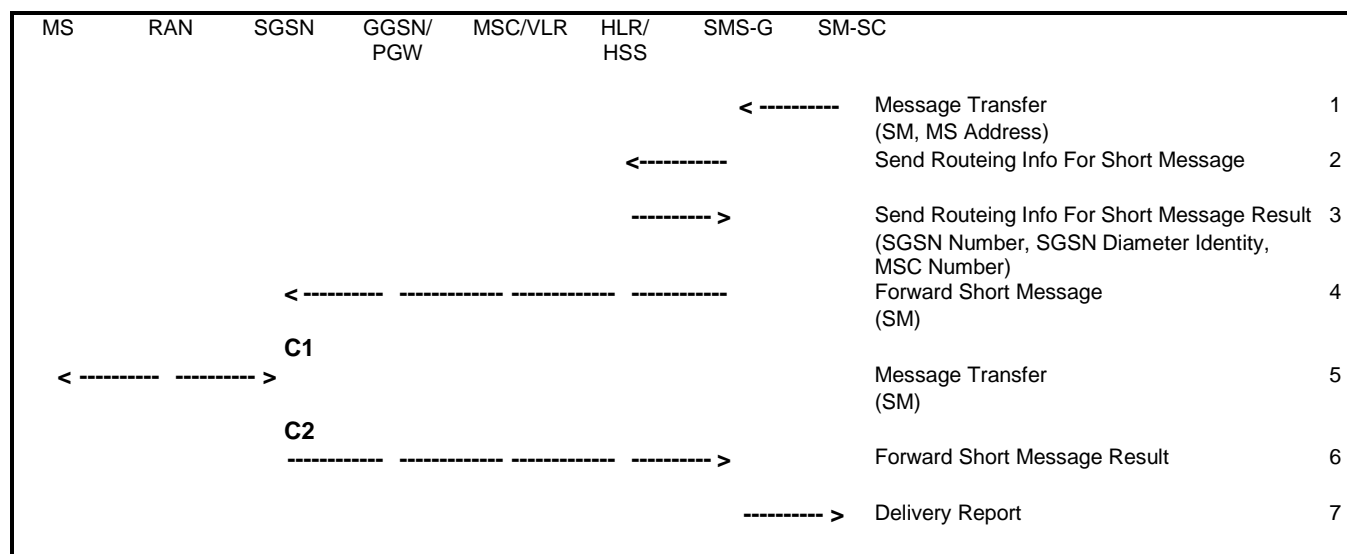 MS RAN SGSN GGSN/ MSC/VLR HLR/ SMS-G SM-SC
PGW HSS
< ---------- Message Transfer 1
(SM, MS Address)
<----------- Send Routeing Info For Short Message 2
---------- > Send Routeing Info For Short Message Result 3
(SGSN Number, SGSN Diameter Identity,
MSC Number)
< ---------- ------------- ------------- ------------ Forward Short Message 4
(SM)
C1
< ---------- ---------- > Message Transfer 5
(SM)
C2
------------ ------------- ------------- ---------- > Forward Short Message Result 6
---------- > Delivery Report 7